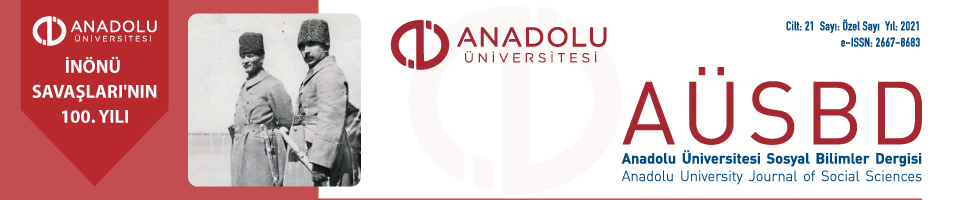 ANADOLU
ÜNİVERSİTESİ
İNÖNÜ
SAVAŞLARI'NIN
100. YILI
ANADOLU
ÜNİVERSİTESİ
Cilt: 21 Sayı: Özel Sayı Yıl: 2021
e-ISSN: 2667-8683
AÜSBD
Anadolu Üniversitesi Sosyal Bilimler Dergisi
Anadolu University Journal of Social Sciences